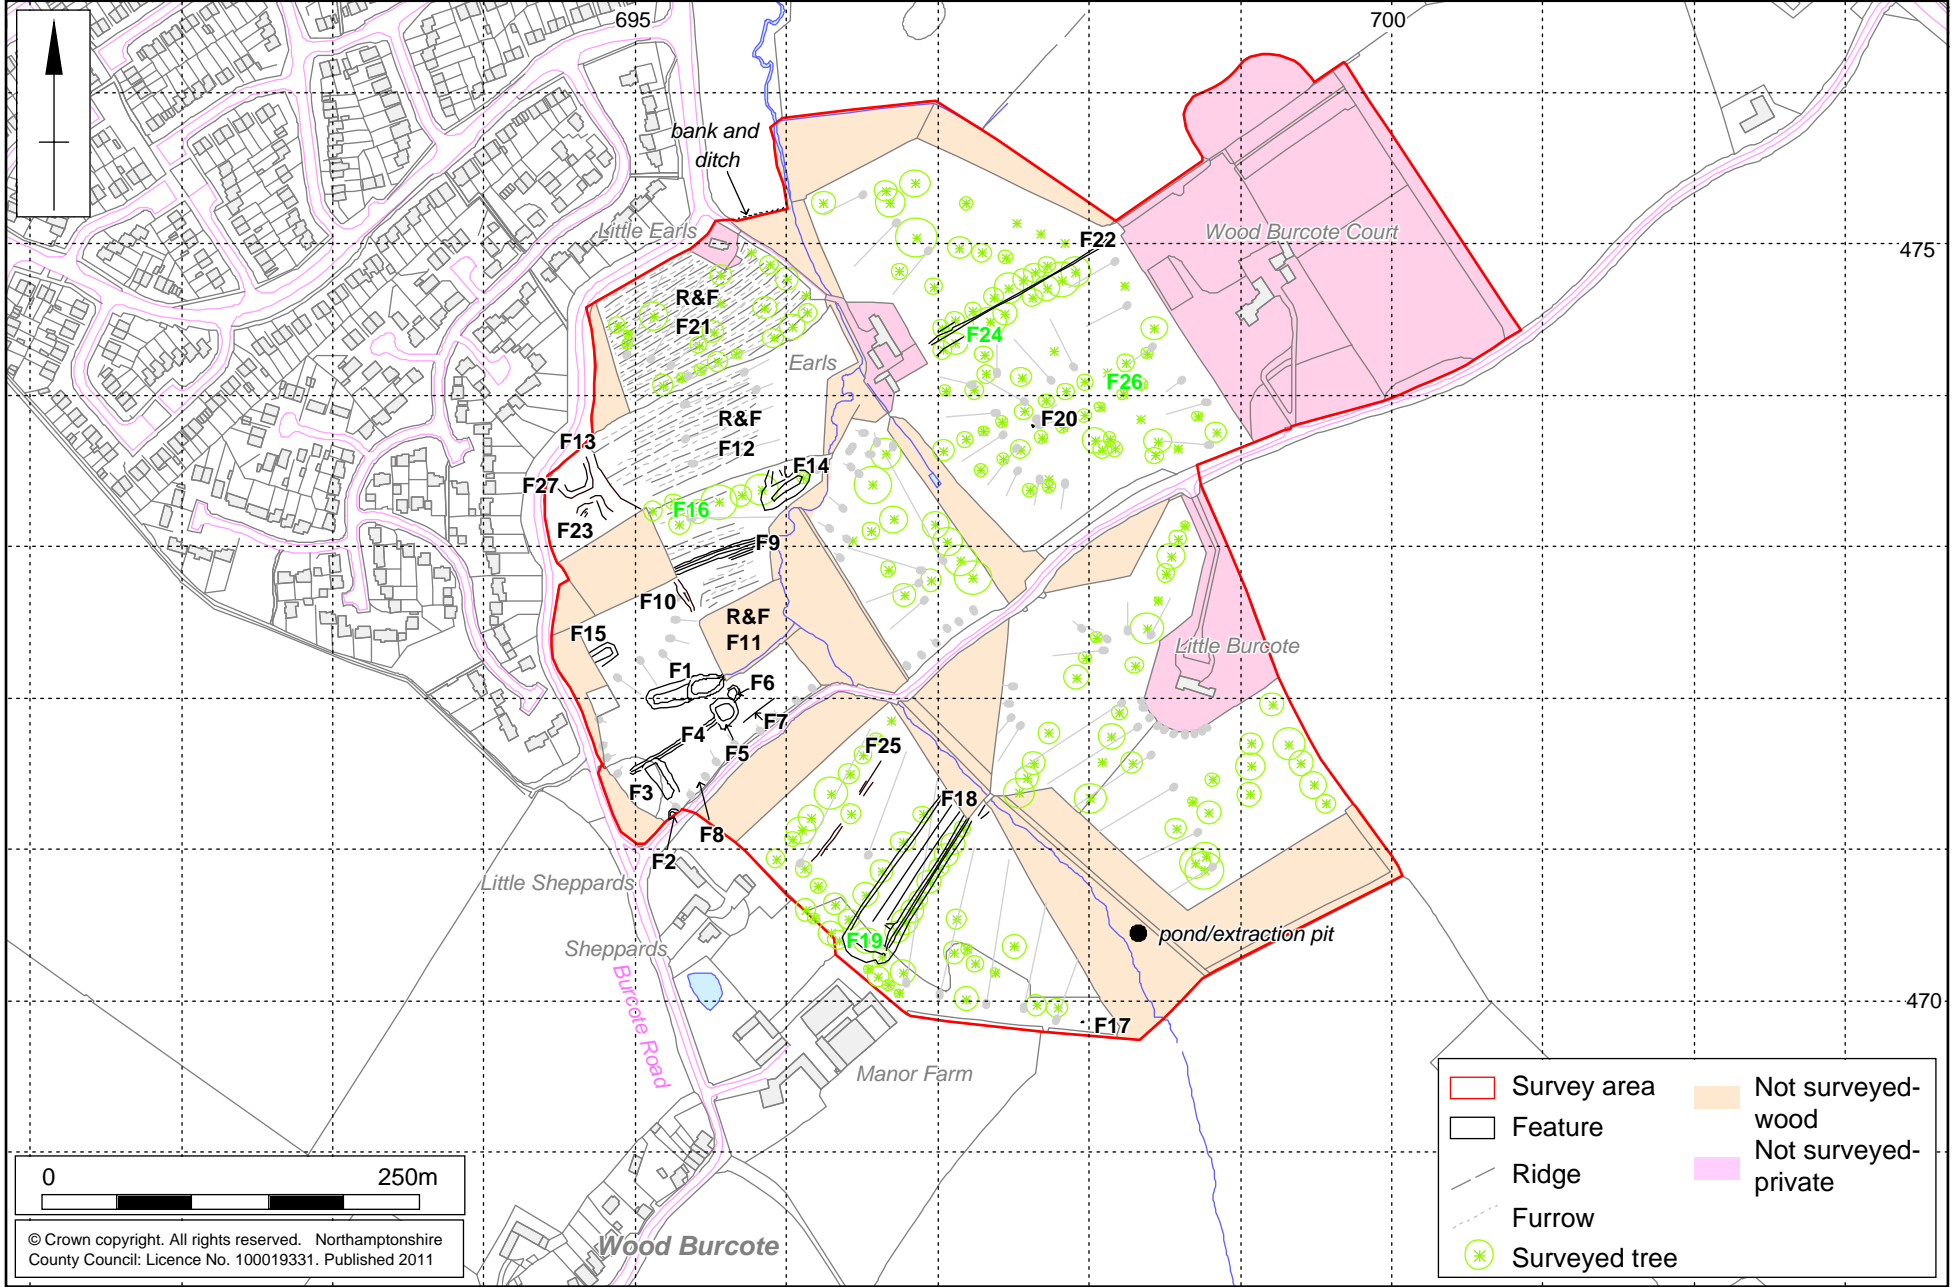 695
700
bank and
ditch
Little Earls
Wood Burcote Court
475
F22
R&F
F21
F24
Earls
F26
R&F
F12
F20
F13
F14
F27
F16
F23
F9
F10
R&F
F11
F15
Little Burcote
F1
F6
F7
F4
F5
F25
F3
F18
F8
F2
Little Sheppards
Sheppards
F19
pond/extraction pit
Burcote Road
470
F17
Manor Farm
Survey area
Feature
Ridge
Furrow
Surveyed tree
Not surveyed-
wood
Not surveyed-
private
0 250m
© Crown copyright. All rights reserved. Northamptonshire
County Council: Licence No. 100019331. Published 2011
Wood Burcote